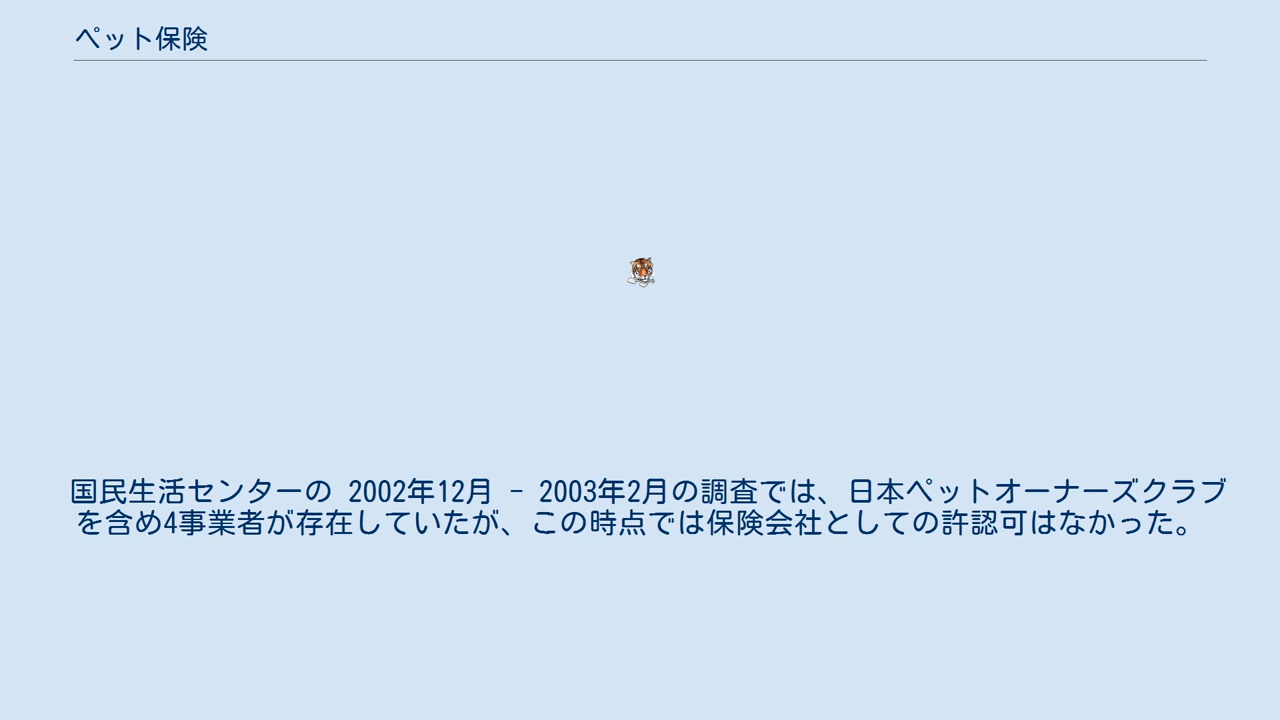 ペット保険
国民生活センターの 2002年12月 - 2003年2月の調査では、日本ペットオーナーズクラブ
を含め4事業者が存在していたが、この時点では保険会社としての許認可はなかった。